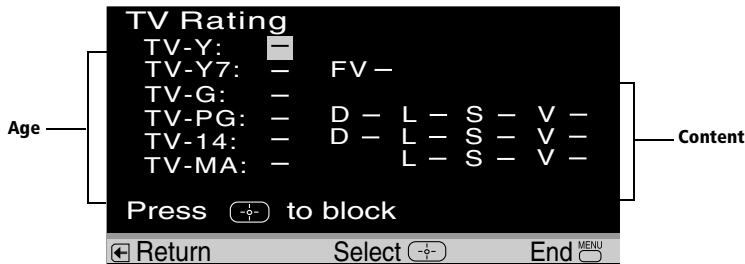 TV Rating
TV-Y: –
TV-Y7: – FV –
TV-G: –
TV-PG: – D – L – S – V –
TV-14: – D – L – S – V –
TV-MA: – L – S – V –
Age
Content
Press to block
Return Select End MENU